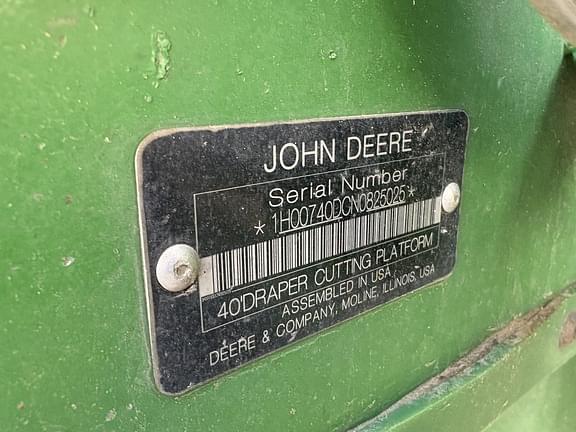 JOHN DEERE
Serial Number
*1H00740DCN0825025*
40'DRAPER CUTTING PLATFORM
ASSEMBLED IN USA
DEERE & COMPANY, MOLINE, ILLINOIS, USA